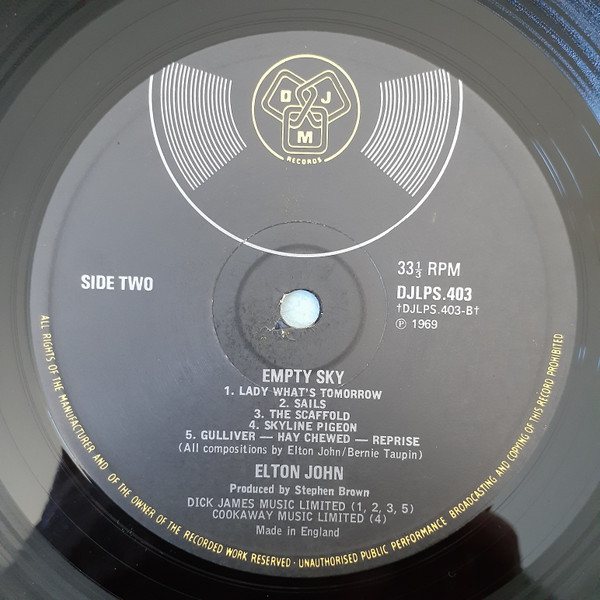 D J
M
RECORDS
SIDE TWO
33⅓ RPM
DJLPS.403
†DJLPS.403-B†
Ⓟ 1969
EMPTY SKY
1. LADY WHAT'S TOMORROW
2. SAILS
3. THE SCAFFOLD
4. SKYLINE PIGEON
5. GULLIVER — HAY CHEWED — REPRISE
(All compositions by Elton John/Bernie Taupin)
ELTON JOHN
Produced by Stephen Brown
DICK JAMES MUSIC LIMITED (1, 2, 3, 5)
COOKAWAY MUSIC LIMITED (4)
Made in England
ALL RIGHTS OF THE MANUFACTURER AND OF THE OWNER OF THE RECORDED WORK RESERVED · UNAUTHORISED PUBLIC PERFORMANCE BROADCASTING AND COPYING OF THIS RECORD PROHIBITED